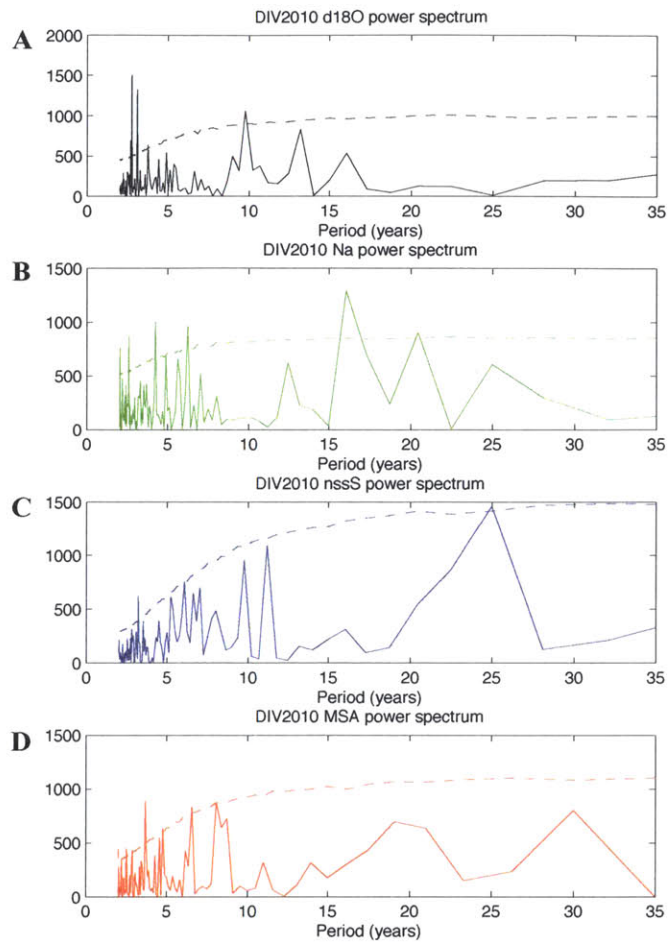 DIV2010 d18O power spectrum
A
2000
1500
1000
500
0
0 5 10 15 20 25 30 35
Period (years)
DIV2010 Na power spectrum
B
1500
1000
500
0
0 5 10 15 20 25 30 35
Period (years)
DIV2010 nssS power spectrum
C
1500
1000
500
0
0 5 10 15 20 25 30 35
Period (years)
DIV2010 MSA power spectrum
D
1500
1000
500
0
0 5 10 15 20 25 30 35
Period (years)